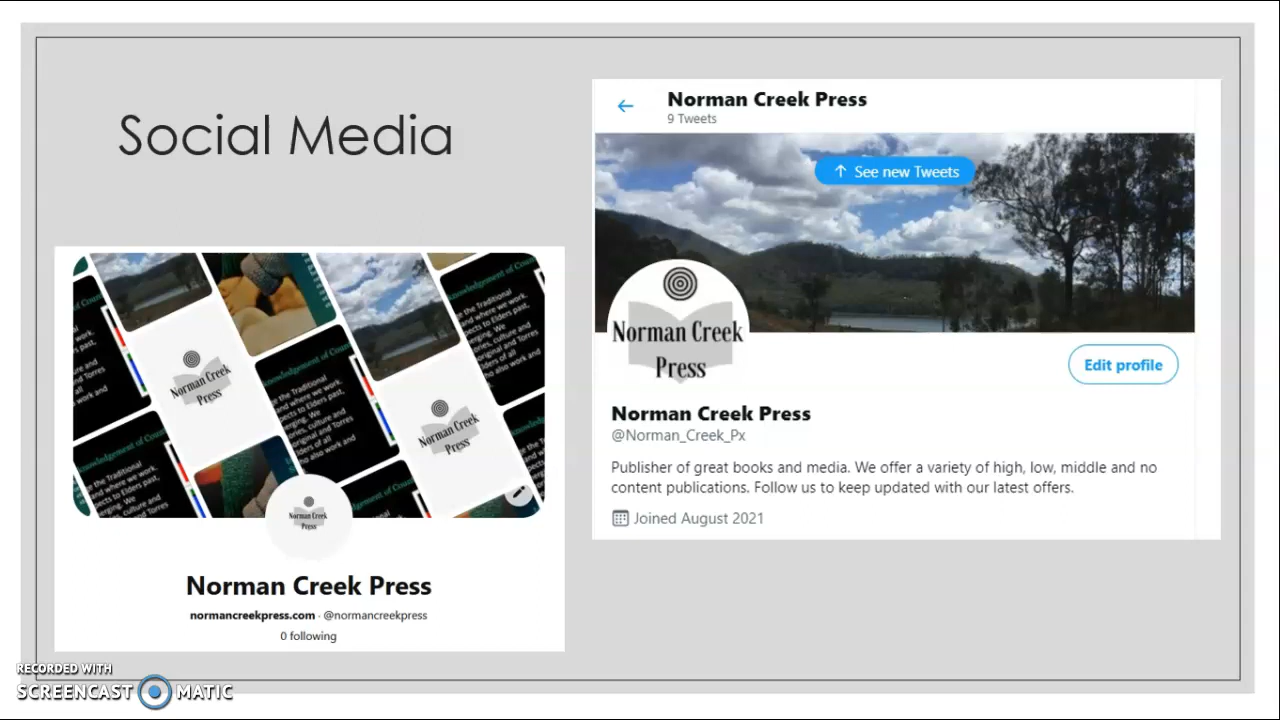 Social Media
Norman Creek Press
9 Tweets
See new Tweets
Norman Creek
Press
Edit profile
Norman Creek Press
@Norman_Creek_Px
Publisher of great books and media. We offer a variety of high, low, middle and no
content publications. Follow us to keep updated with our latest offers.
Joined August 2021
Norman Creek
Press
Norman Creek
Press
Norman Creek
Press
Norman Creek Press
normancreekpress.com · @normancreekpress
0 following
RECORDED WITH
SCREENCAST MATIC